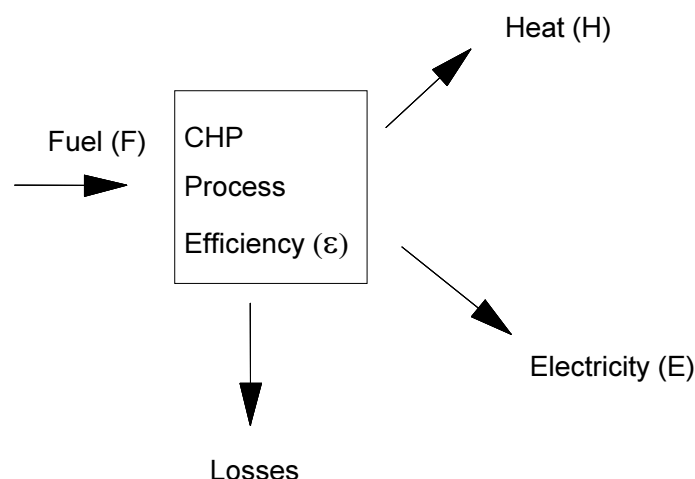 Heat (H)
Fuel (F)
CHP
Process
Efficiency (ε)
Electricity (E)
Losses